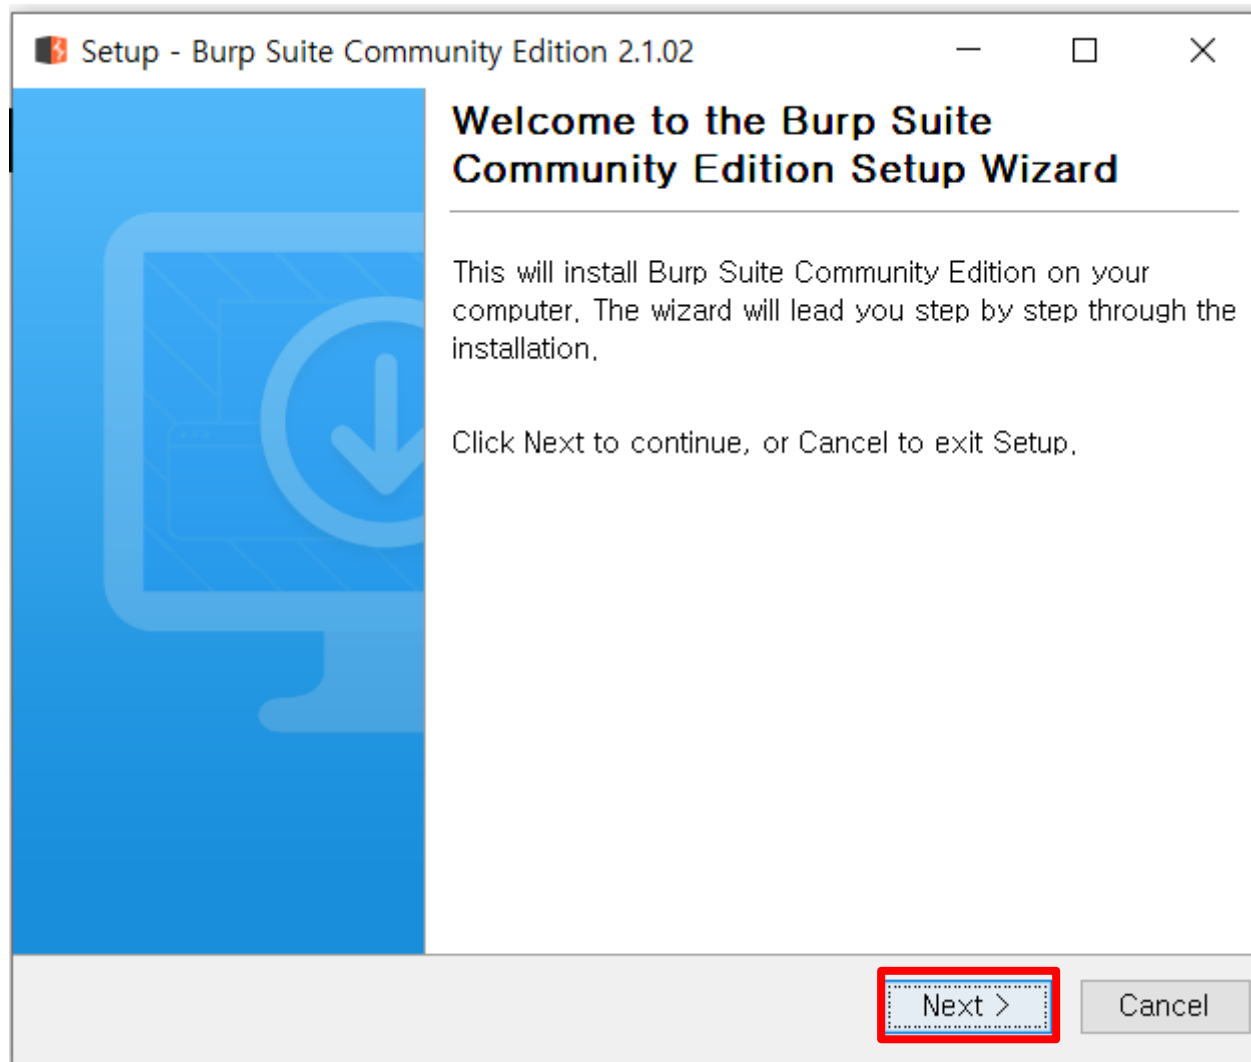 Setup - Burp Suite Community Edition 2.1.02
Welcome to the Burp Suite
Community Edition Setup Wizard
This will install Burp Suite Community Edition on your
computer. The wizard will lead you step by step through the
installation.
Click Next to continue, or Cancel to exit Setup.
Next >
Cancel